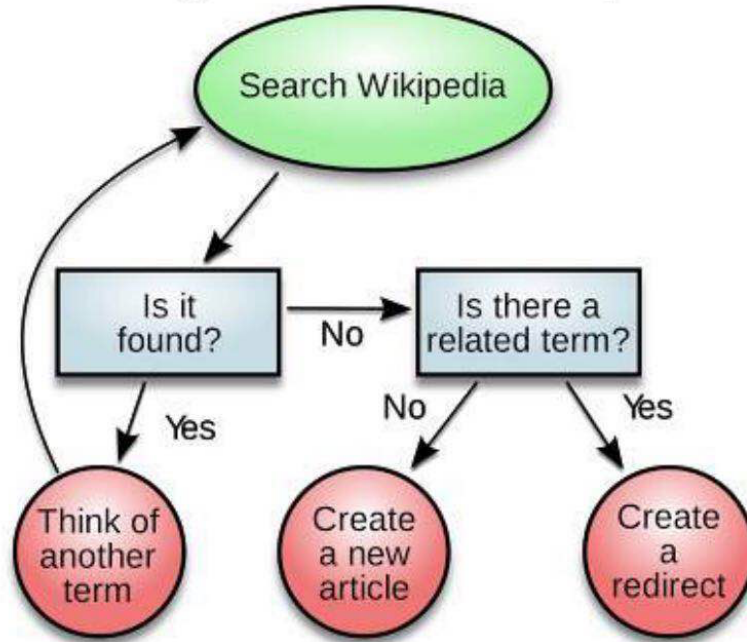 Search Wikipedia
Is it
found?
No
Is there a
related term?
Yes
No
Yes
Think of
another
term
Create
a new
article
Create
a
redirect